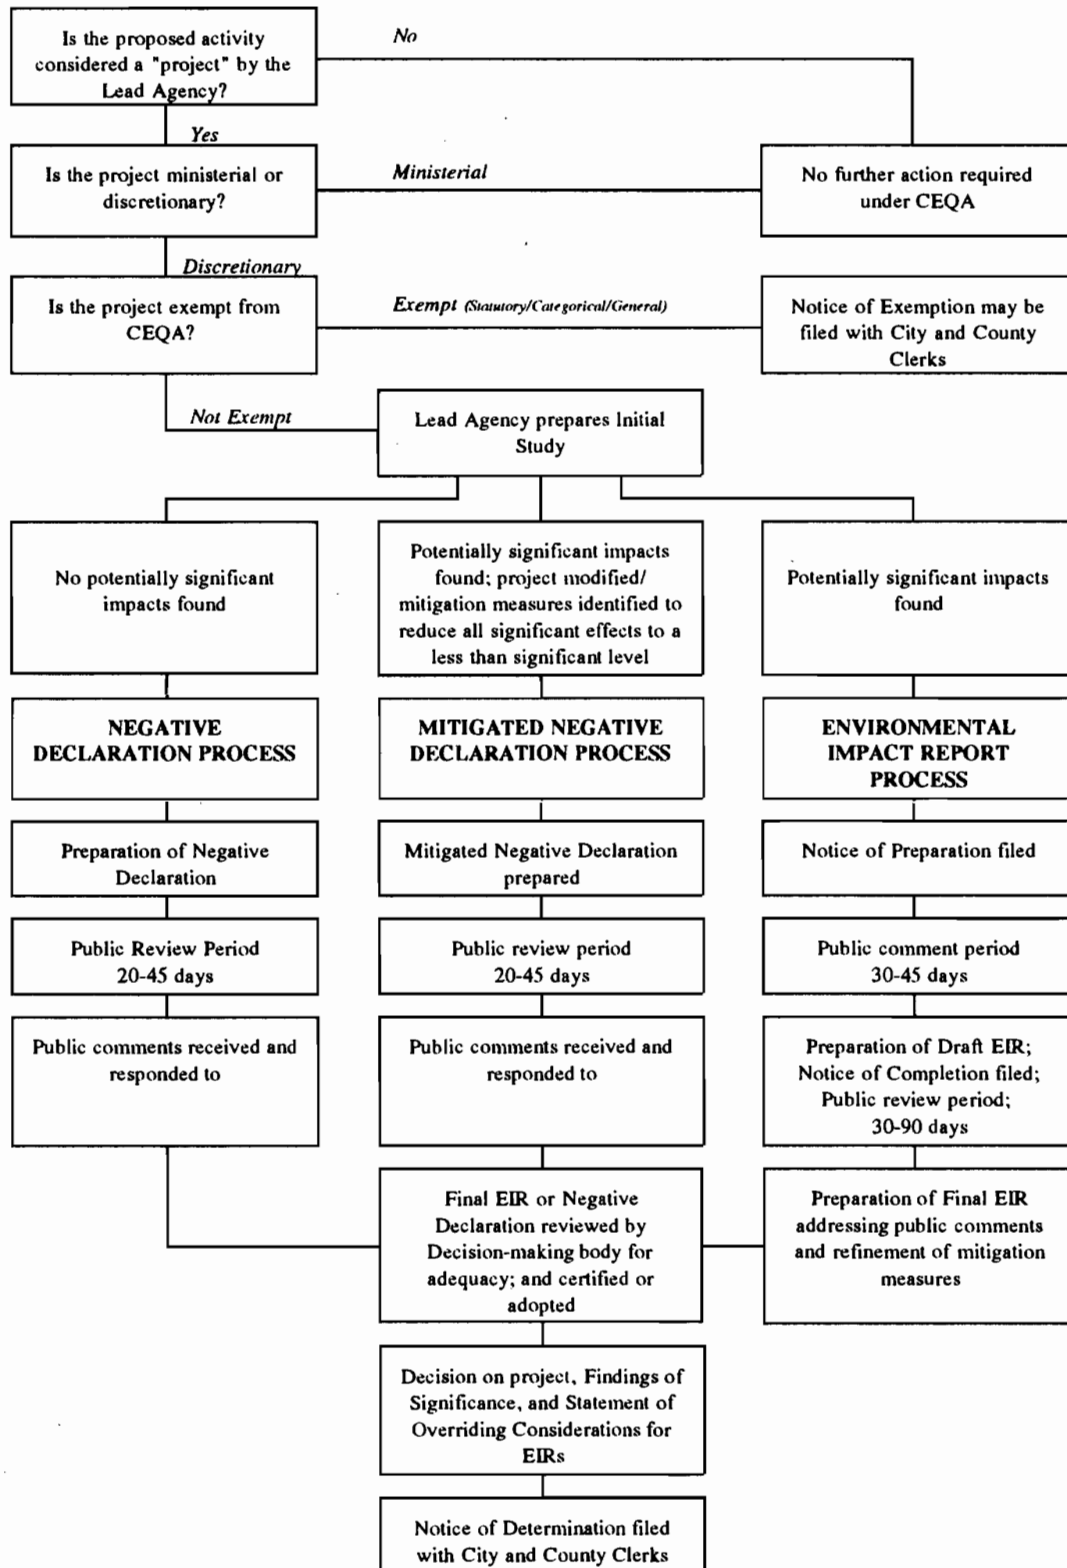 Is the proposed activity
considered a "project" by the
Lead Agency?
No
Yes
Is the project ministerial or
discretionary?
Ministerial
No further action required
under CEQA
Discretionary
Is the project exempt from
CEQA?
Exempt (Statutory/Categorical/General)
Notice of Exemption may be
filed with City and County
Clerks
Not Exempt
Lead Agency prepares Initial
Study
No potentially significant
impacts found
Potentially significant impacts
found; project modified/
mitigation measures identified to
reduce all significant effects to a
less than significant level
Potentially significant impacts
found
NEGATIVE
DECLARATION PROCESS
MITIGATED NEGATIVE
DECLARATION PROCESS
ENVIRONMENTAL
IMPACT REPORT
PROCESS
Preparation of Negative
Declaration
Mitigated Negative Declaration
prepared
Notice of Preparation filed
Public Review Period
20-45 days
Public review period
20-45 days
Public comment period
30-45 days
Public comments received and
responded to
Public comments received and
responded to
Preparation of Draft EIR;
Notice of Completion filed;
Public review period;
30-90 days
Final EIR or Negative
Declaration reviewed by
Decision-making body for
adequacy; and certified or
adopted
Preparation of Final EIR
addressing public comments
and refinement of mitigation
measures
Decision on project, Findings of
Significance, and Statement of
Overriding Considerations for
EIRs
Notice of Determination filed
with City and County Clerks